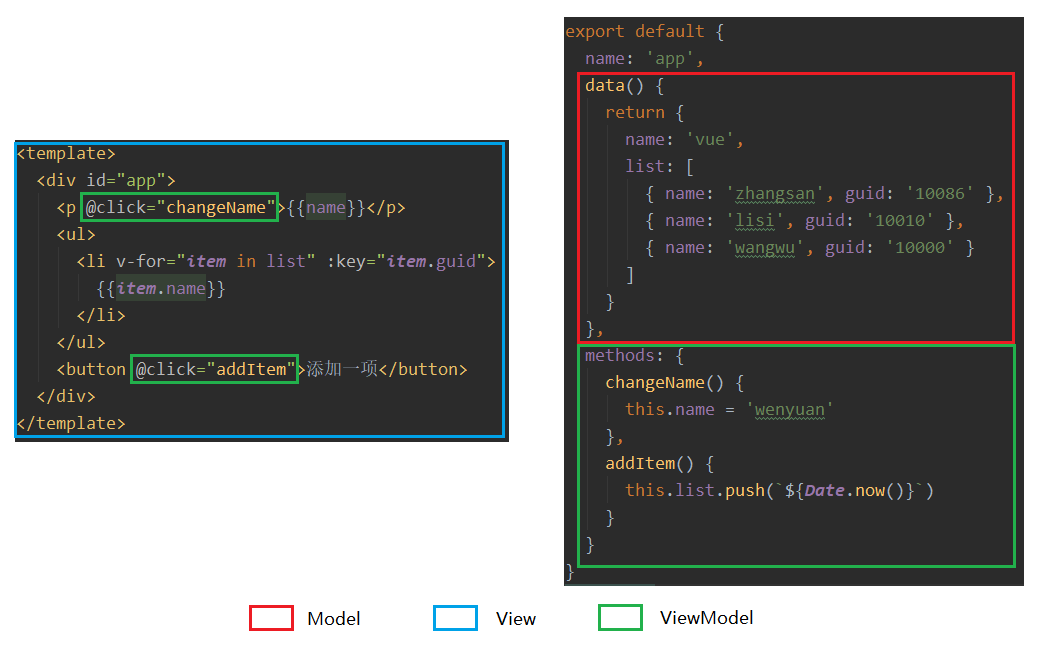 <template>
<div id="app">
<p @click="changeName">{{name}}</p>
<ul>
<li v-for="item in list" :key="item.guid">
{{item.name}}
</li>
</ul>
<button @click="addItem">添加一项</button>
</div>
</template>
export default {
name: 'app',
data() {
return {
name: 'vue',
list: [
{ name: 'zhangsan', guid: '10086' },
{ name: 'lisi', guid: '10010' },
{ name: 'wangwu', guid: '10000' }
]
}
},
methods: {
changeName() {
this.name = 'wenyuan'
},
addItem() {
this.list.push(`${Date.now()}`)
}
}
}
Model View ViewModel